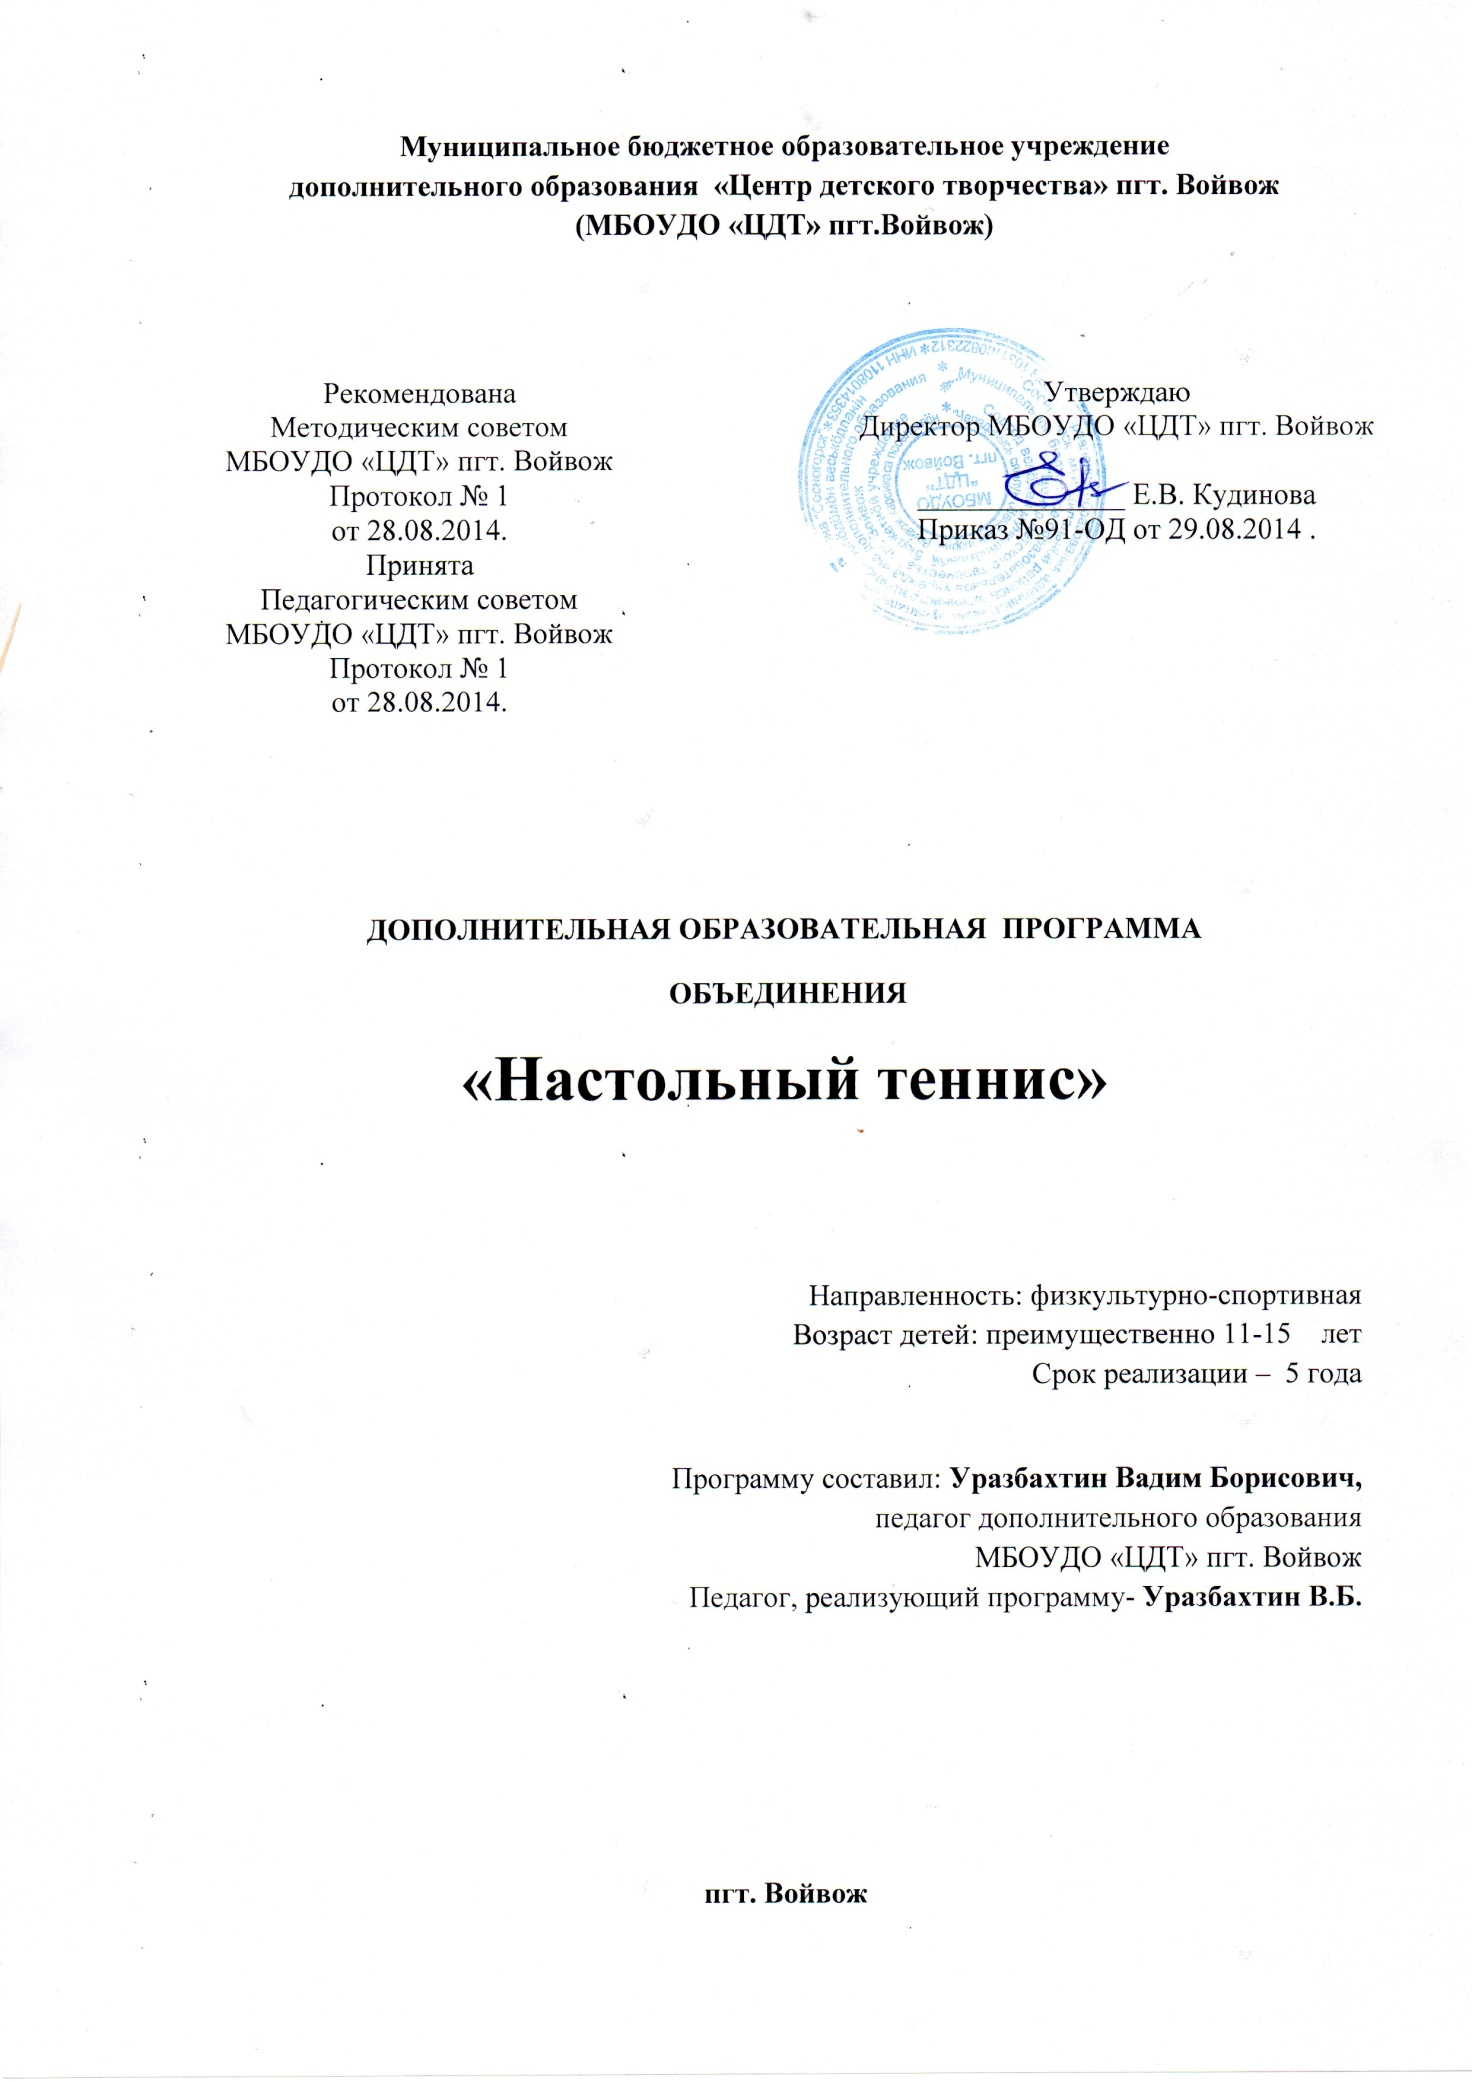 Муниципальное бюджетное образовательное учреждение
дополнительного образования «Центр детского творчества» пгт. Войвож
(МБОУДО «ЦДТ» пгт.Войвож)
Рекомендована
Методическим советом
МБОУДО «ЦДТ» пгт. Войвож
Протокол № 1
от 28.08.2014.
Принята
Педагогическим советом
МБОУДО «ЦДТ» пгт. Войвож
Протокол № 1
от 28.08.2014.
Утверждаю
Директор МБОУДО «ЦДТ» пгт. Войвож
Е.В. Кудинова
Приказ №91-ОД от 29.08.2014 .
МБОУДО
"ЦДТ"
пгт. Войвож
ДОПОЛНИТЕЛЬНАЯ ОБРАЗОВАТЕЛЬНАЯ ПРОГРАММА
ОБЪЕДИНЕНИЯ
«Настольный теннис»
Направленность: физкультурно-спортивная
Возраст детей: преимущественно 11-15 лет
Срок реализации – 5 года
Программу составил: Уразбахтин Вадим Борисович,
педагог дополнительного образования
МБОУДО «ЦДТ» пгт. Войвож
Педагог, реализующий программу- Уразбахтин В.Б.
пгт. Войвож